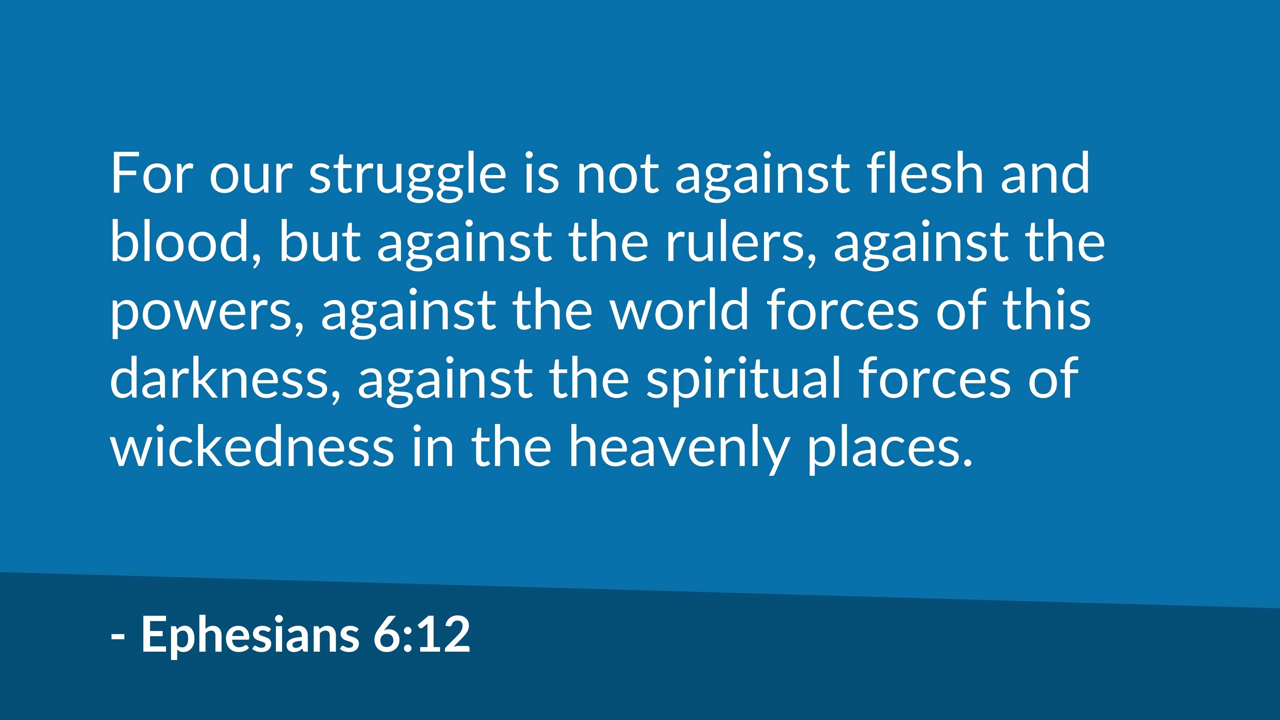 For our struggle is not against flesh and
blood, but against the rulers, against the
powers, against the world forces of this
darkness, against the spiritual forces of
wickedness in the heavenly places.
- Ephesians 6:12